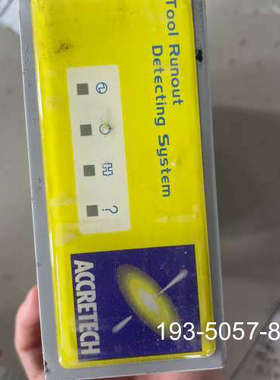 Tool Runout
Detecting System
?
ACCRETECH
193-5057-8